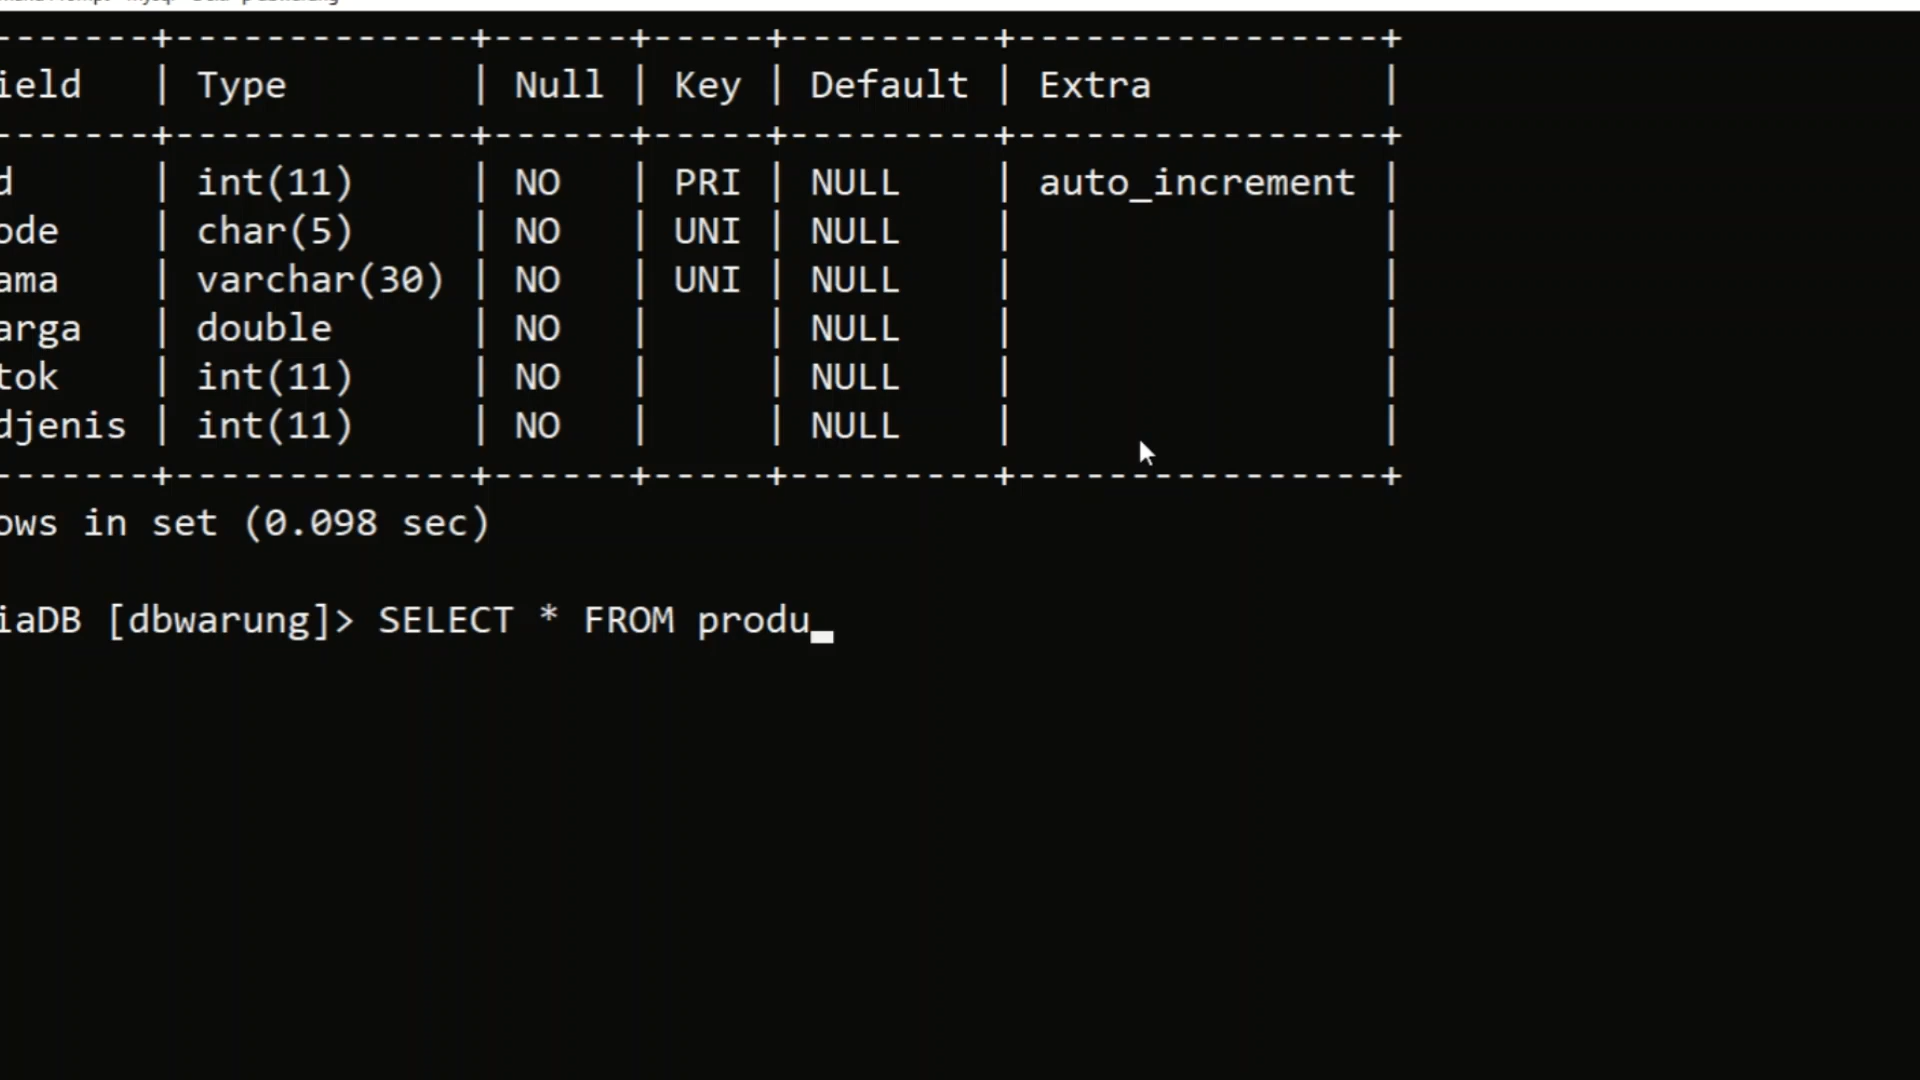 -------+-------------+------+-----+---------+----------------+
ield | Type | Null | Key | Default | Extra |
-------+-------------+------+-----+---------+----------------+
d | int(11) | NO | PRI | NULL | auto_increment |
ode | char(5) | NO | UNI | NULL | |
ama | varchar(30) | NO | UNI | NULL | |
arga | double | NO | | NULL | |
tok | int(11) | NO | | NULL | |
djenis | int(11) | NO | | NULL | |
-------+-------------+------+-----+---------+----------------+
ows in set (0.098 sec)
iaDB [dbwarung]> SELECT * FROM produ_